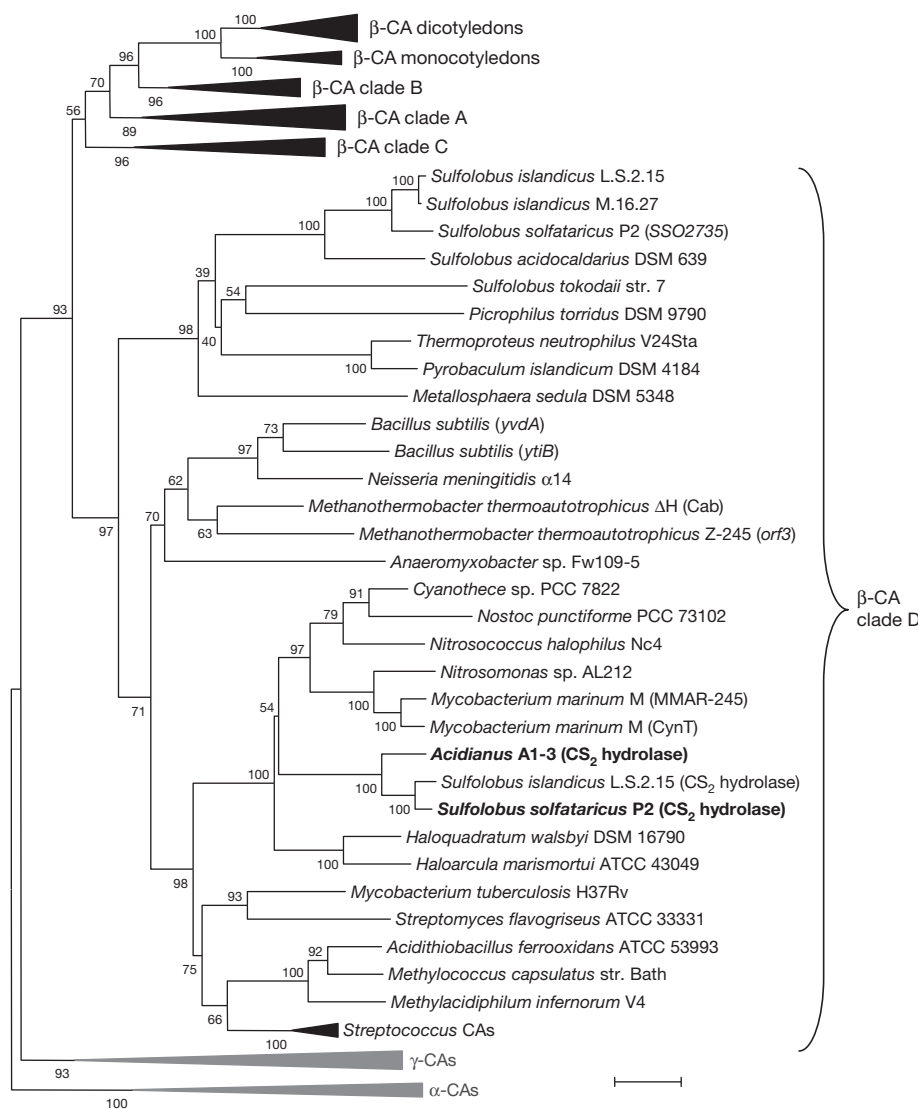 100
β-CA dicotyledons
100
β-CA monocotyledons
96
100
β-CA clade B
70
96
56
β-CA clade A
89
β-CA clade C
96
100
Sulfolobus islandicus L.S.2.15
Sulfolobus islandicus M.16.27
100
100
Sulfolobus solfataricus P2 (SSO2735)
Sulfolobus acidocaldarius DSM 639
39
Sulfolobus tokodaii str. 7
54
93
Picrophilus torridus DSM 9790
98
40
Thermoproteus neutrophilus V24Sta
100
Pyrobaculum islandicum DSM 4184
Metallosphaera sedula DSM 5348
73
Bacillus subtilis (yvdA)
97
Bacillus subtilis (ytiB)
62
Neisseria meningitidis α14
Methanothermobacter thermoautotrophicus ΔH (Cab)
70
97
63
Methanothermobacter thermoautotrophicus Z-245 (orf3)
Anaeromyxobacter sp. Fw109-5
91
Cyanothece sp. PCC 7822
79
Nostoc punctiforme PCC 73102
β-CA
clade D
97
Nitrosococcus halophilus Nc4
Nitrosomonas sp. AL212
71
54
100
Mycobacterium marinum M (MMAR-245)
100
Mycobacterium marinum M (CynT)
Acidianus A1-3 (CS2 hydrolase)
100
100
Sulfolobus islandicus L.S.2.15 (CS2 hydrolase)
100
Sulfolobus solfataricus P2 (CS2 hydrolase)
Haloquadratum walsbyi DSM 16790
100
Haloarcula marismortui ATCC 43049
98
93
Mycobacterium tuberculosis H37Rv
Streptomyces flavogriseus ATCC 33331
92
Acidithiobacillus ferrooxidans ATCC 53993
75
100
Methylococcus capsulatus str. Bath
Methylacidiphilum infernorum V4
66
Streptococcus CAs
100
γ-CAs
93
α-CAs
100